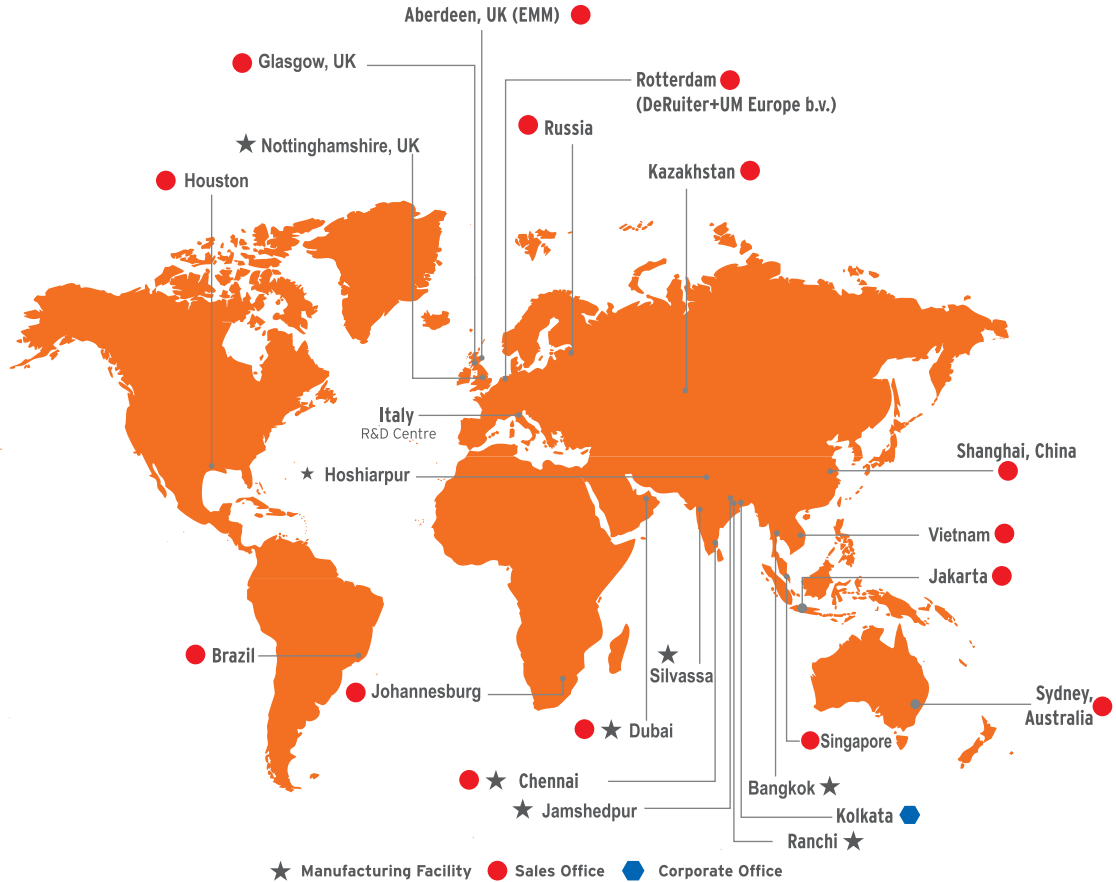 Aberdeen, UK (EMM)
Glasgow, UK
Rotterdam
(DeRuiter+UM Europe b.v.)
Russia
Nottinghamshire, UK
Kazakhstan
Houston
Italy
R&D Centre
Shanghai, China
Hoshiarpur
Vietnam
Jakarta
Brazil
Silvassa
Johannesburg
Sydney,
Australia
Dubai
Singapore
Chennai
Bangkok
Jamshedpur
Kolkata
Ranchi
Manufacturing Facility
Sales Office
Corporate Office